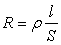 R = ρ l/S